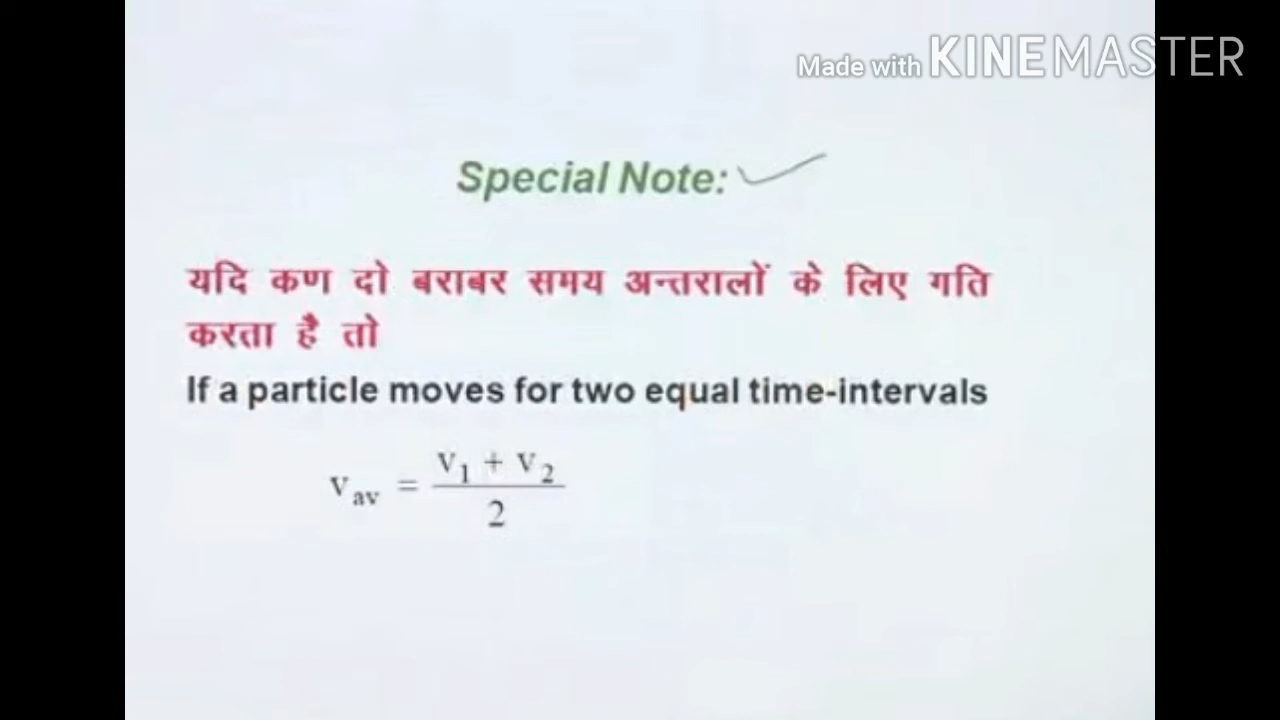 Made with KINEMASTER
Special Note:
यदि कण दो बराबर समय अन्तरालों के लिए गति
करता है तो
If a particle moves for two equal time-intervals
v_av = (v_1 + v_2) / 2